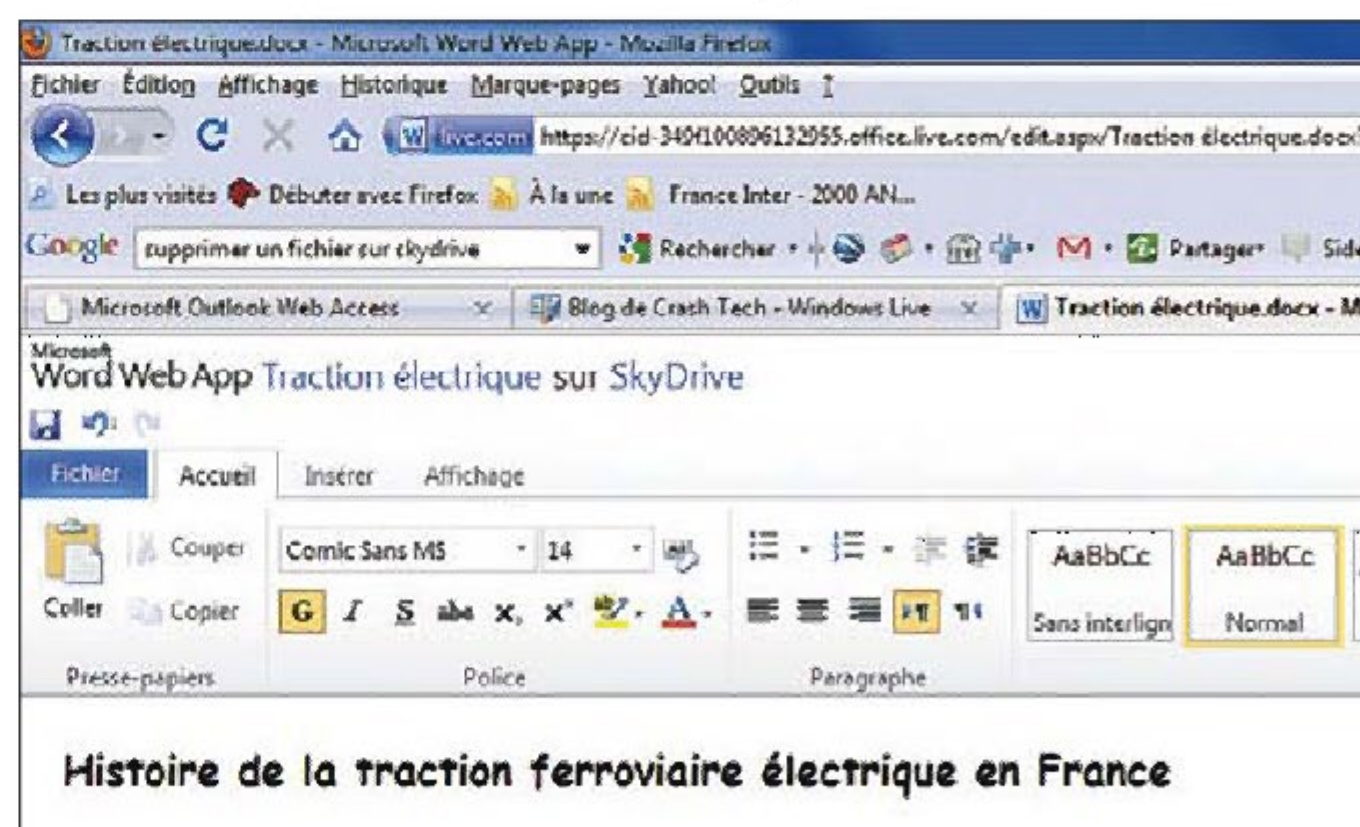 Traction électrique.docx - Microsoft Word Web App - Mozilla Firefox
Fichier Édition Affichage Historique Marque-pages Yahoo! Outils ?
W live.com https://cid-349f100896132955.office.live.com/edit.aspx/Traction électrique.docx
Les plus visités Débuter avec Firefox À la une France Inter - 2000 AN...
Google supprimer un fichier sur skydrive Rechercher Partager Side
Microsoft Outlook Web Access Blog de Crash Tech - Windows Live W Traction électrique.docx - M
Microsoft
Word Web App Traction électrique sur SkyDrive
Fichier Accueil Insérer Affichage
Couper Comic Sans MS 14 AaBbCc AaBbCc
Coller Copier G I S abc x, x² ab A Sans interlign Normal
Presse-papiers Police Paragraphe
Histoire de la traction ferroviaire électrique en France